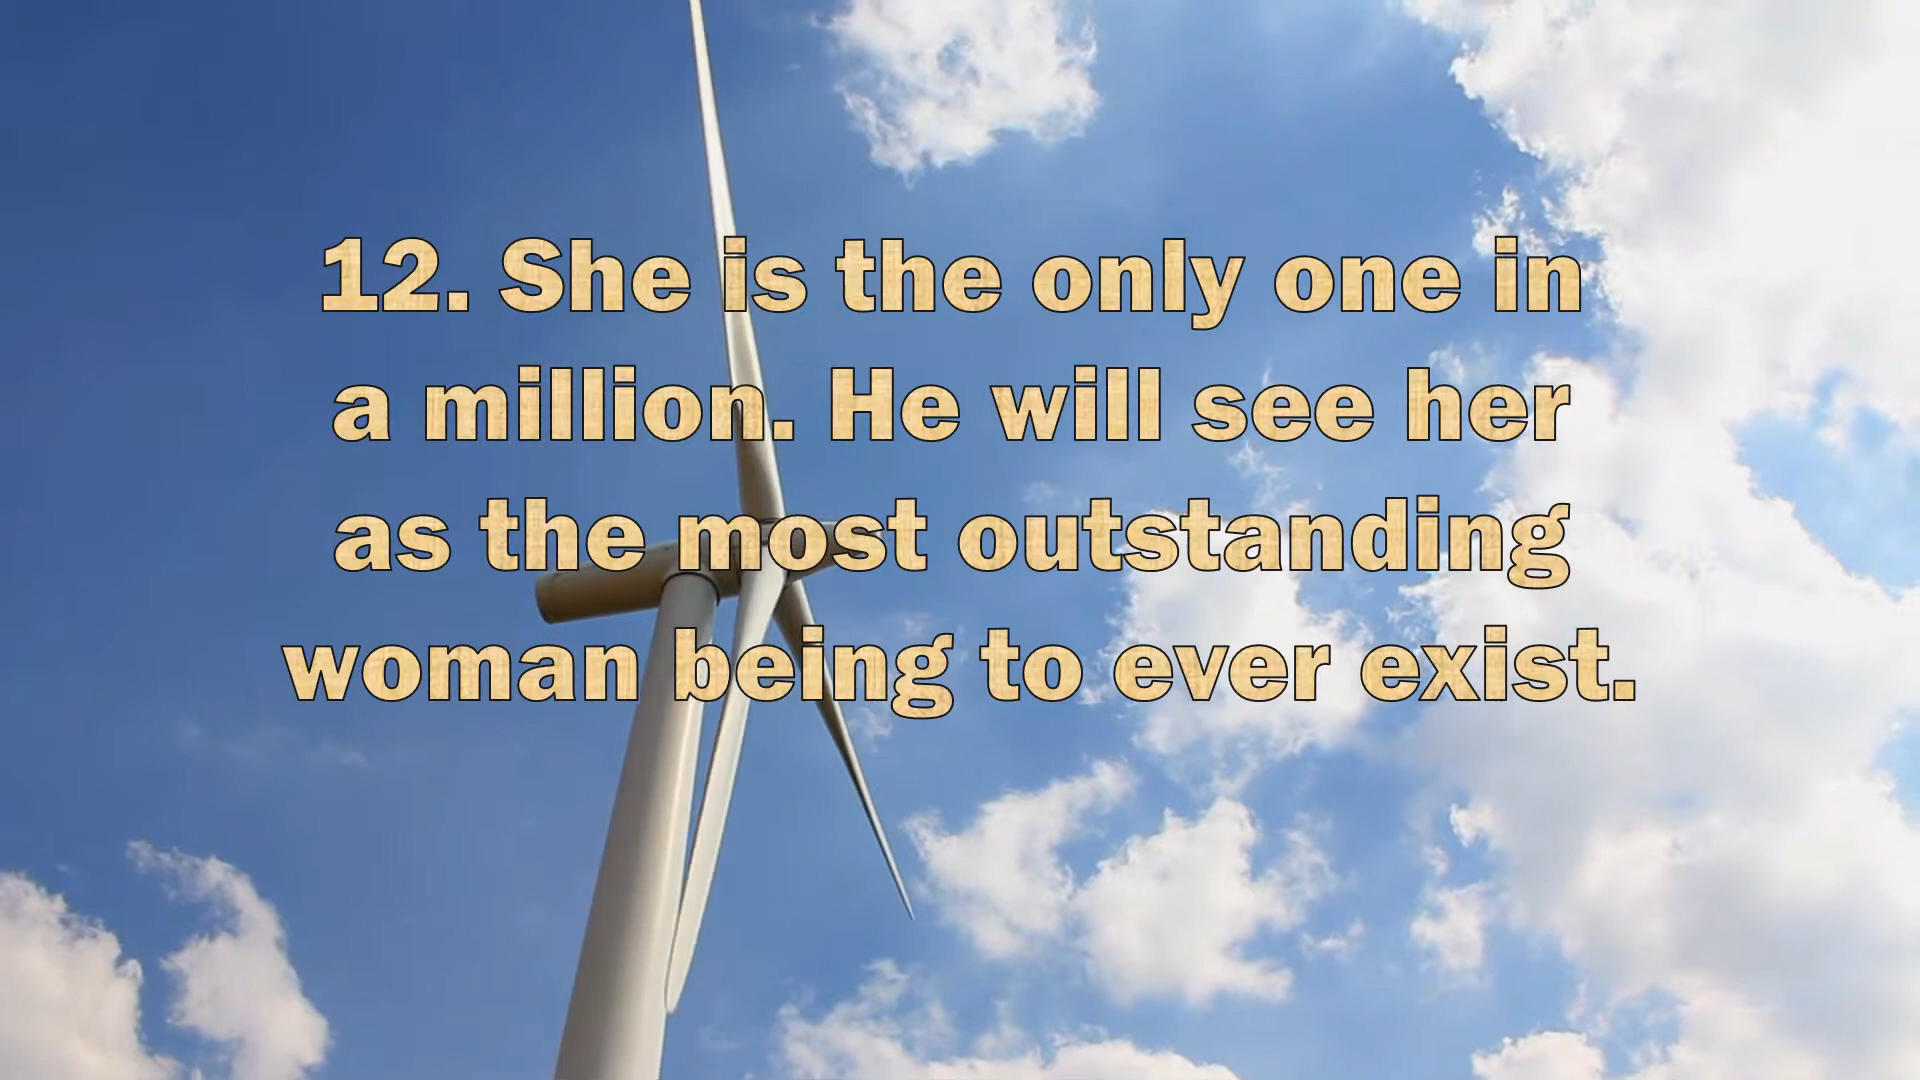 12. She is the only one in
a million. He will see her
as the most outstanding
woman being to ever exist.